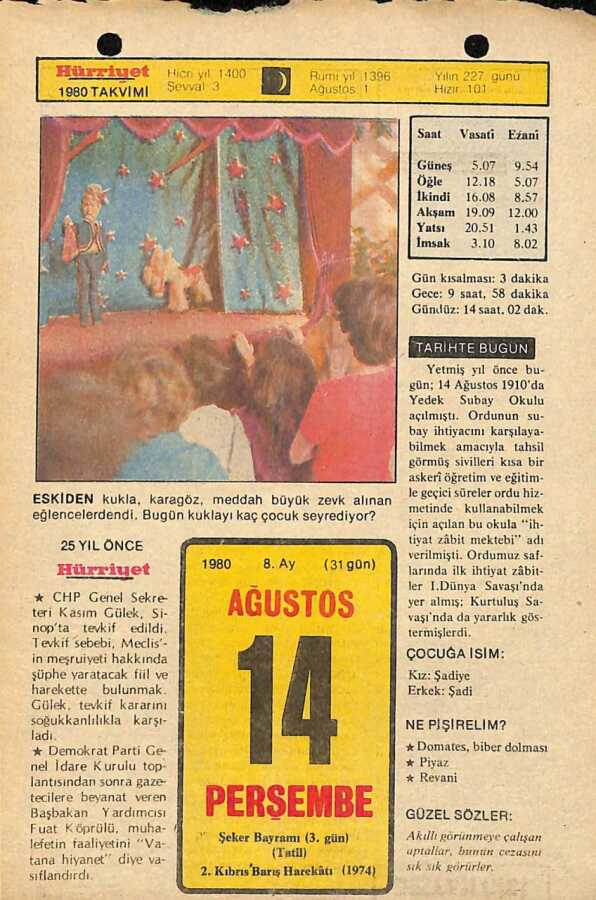 Hürriyet
1980 TAKVİMİ
Hicri yıl 1400
Şevval 3
Rumi yıl 1396
Ağustos 1
Yılın 227. günü
Hızır 101
Saat Vasatî Ezanî
Güneş 5.07 9.54
Öğle 12.18 5.07
İkindi 16.08 8.57
Akşam 19.09 12.00
Yatsı 20.51 1.43
İmsak 3.10 8.02
Gün kısalması: 3 dakika
Gece: 9 saat, 58 dakika
Gündüz: 14 saat, 02 dak.
TARİHTE BUGÜN
Yetmiş yıl önce bu-
gün; 14 Ağustos 1910'da
Yedek Subay Okulu
açılmıştı. Ordunun su-
bay ihtiyacını karşılaya-
bilmek amacıyla tahsil
görmüş sivilleri kısa bir
askerî öğretim ve eğitim-
le geçici süreler ordu hiz-
metinde kullanabilmek
için açılan bu okula "ih-
tiyat zâbit mektebi" adı
verilmişti. Ordumuz saf-
larında ilk ihtiyat zâbit-
ler I.Dünya Savaşı'nda
yer almış; Kurtuluş Sa-
vaşı'nda da yararlık gös-
termişlerdi.
ÇOCUĞA İSİM:
Kız: Şadiye
Erkek: Şadi
NE PİŞİRELİM?
★ Domates, biber dolması
★ Piyaz
★ Revani
GÜZEL SÖZLER:
Akıllı görünmeye çalışan
aptallar, bunun cezasını
sık sık görürler.
ESKİDEN kukla, karagöz, meddah büyük zevk alınan
eğlencelerdendi. Bugün kuklayı kaç çocuk seyrediyor?
25 YIL ÖNCE
Hürriyet
★ CHP Genel Sekre-
teri Kasım Gülek, Si-
nop'ta tevkif edildi.
Tevkif sebebi, Meclis'-
in meşruiyeti hakkında
şüphe yaratacak fiil ve
harekette bulunmak.
Gülek, tevkif kararını
soğukkanlılıkla karşı-
ladı.
★ Demokrat Parti Ge-
nel İdare Kurulu top-
lantısından sonra gaze-
tecilere beyanat veren
Başbakan Yardımcısı
Fuat Köprülü, muha-
lefetin faaliyetini "Va-
tana hiyanet" diye va-
sıflandırdı.
1980 8. Ay (31 gün)
AĞUSTOS
14
PERŞEMBE
Şeker Bayramı (3. gün)
(Tatil)
2. Kıbrıs Barış Harekâtı (1974)